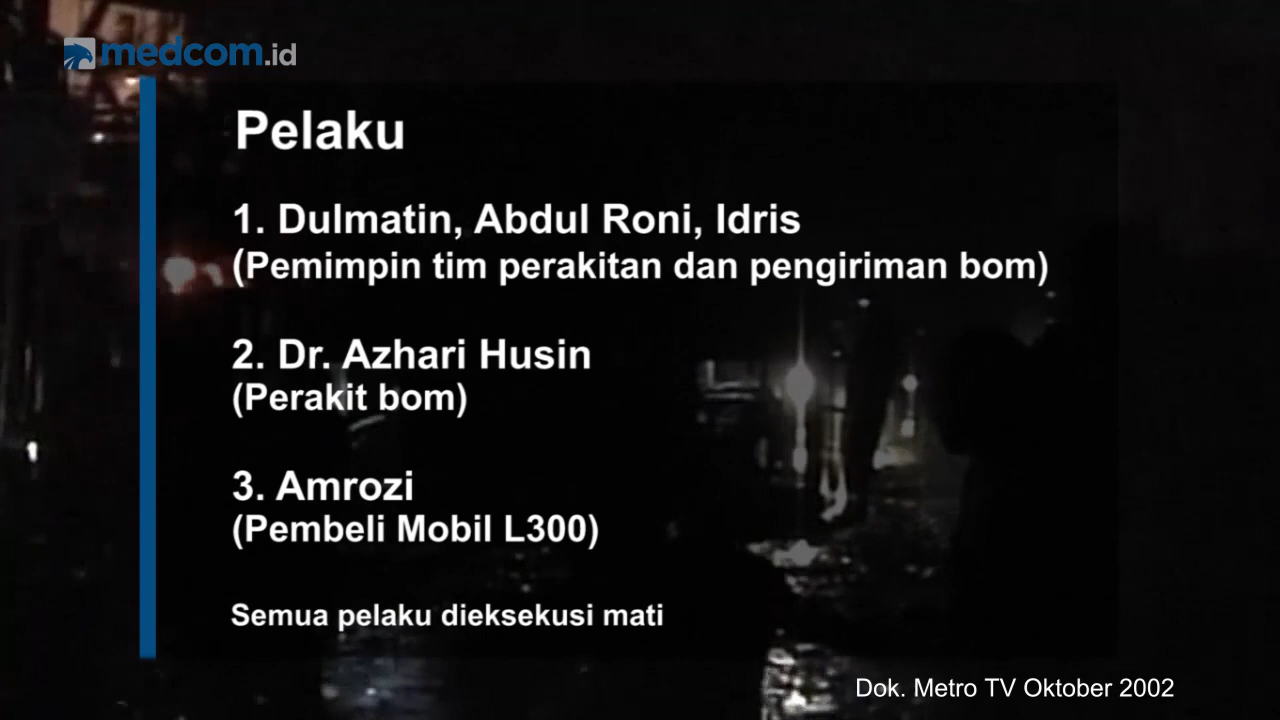 medcom.id
Pelaku
1. Dulmatin, Abdul Roni, Idris
(Pemimpin tim perakitan dan pengiriman bom)
2. Dr. Azhari Husin
(Perakit bom)
3. Amrozi
(Pembeli Mobil L300)
Semua pelaku dieksekusi mati
Dok. Metro TV Oktober 2002